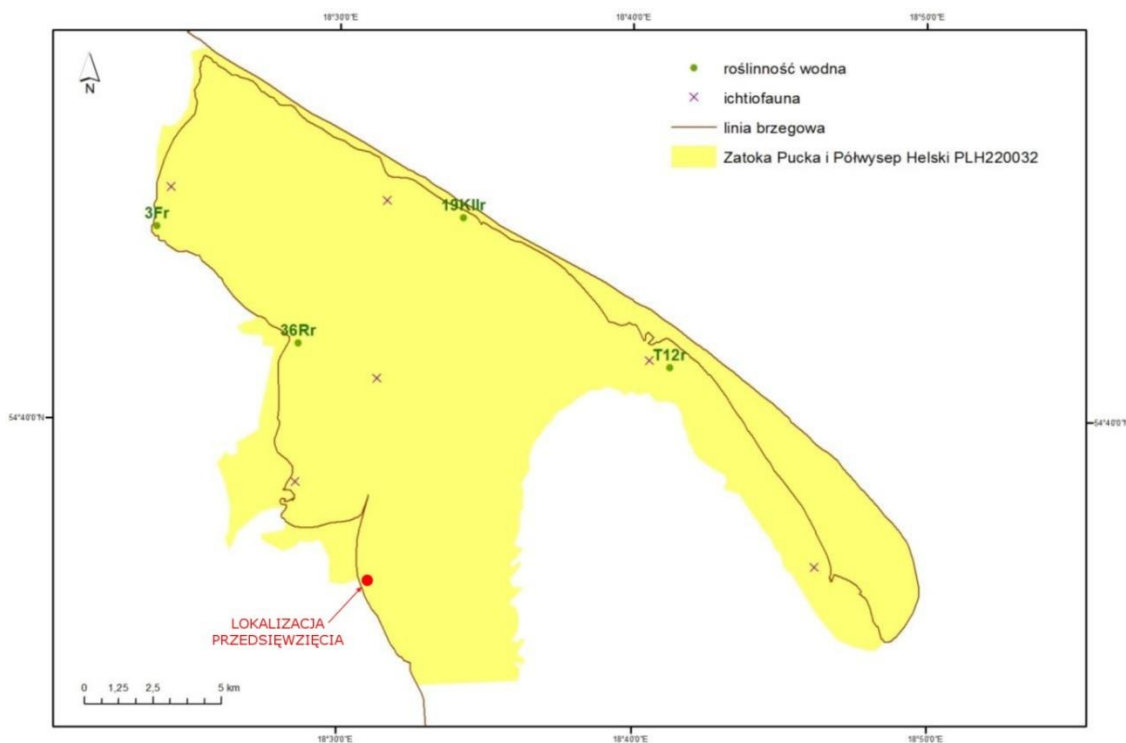 18°30'0"E
18°40'0"E
18°50'0"E
N
roślinność wodna
ichtiofauna
linia brzegowa
Zatoka Pucka i Półwysep Helski PLH220032
3Fr
19KIIr
36Rr
T12r
54°40'0"N
54°40'0"N
LOKALIZACJA
PRZEDSIĘWZIĘCIA
0 1,25 2,5 5 km
18°30'0"E
18°40'0"E
18°50'0"E